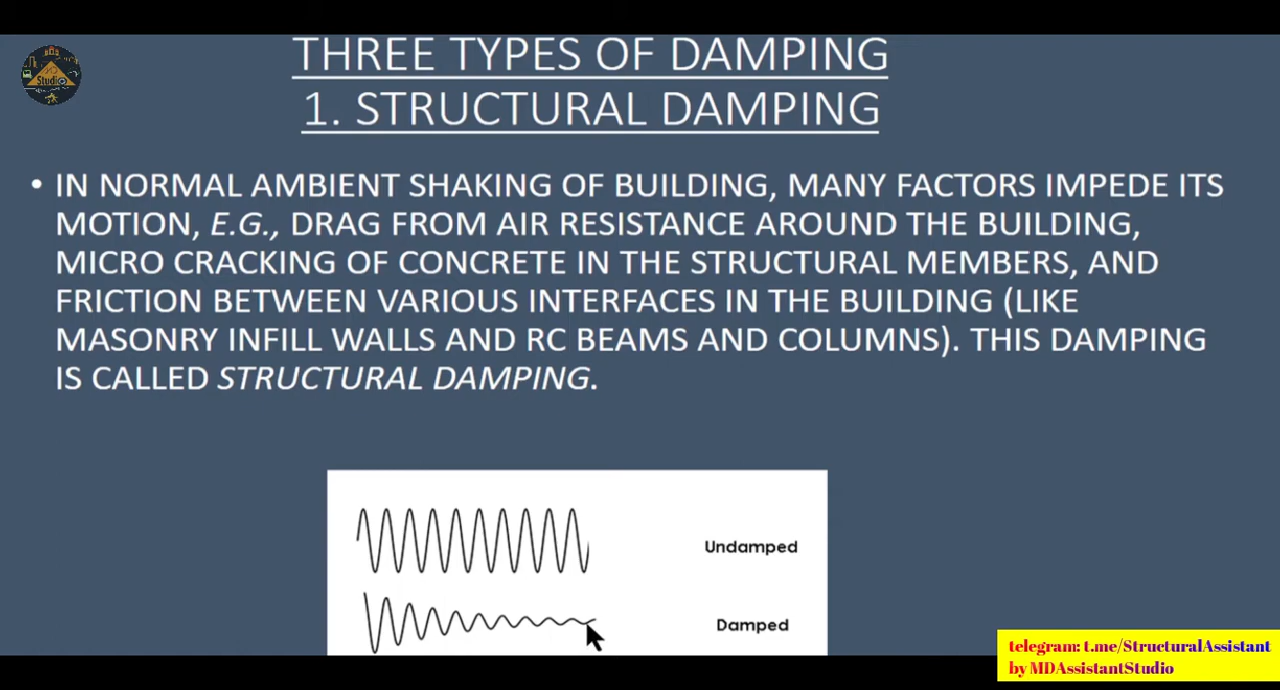 Studio
THREE TYPES OF DAMPING
1. STRUCTURAL DAMPING
• IN NORMAL AMBIENT SHAKING OF BUILDING, MANY FACTORS IMPEDE ITS
MOTION, E.G., DRAG FROM AIR RESISTANCE AROUND THE BUILDING,
MICRO CRACKING OF CONCRETE IN THE STRUCTURAL MEMBERS, AND
FRICTION BETWEEN VARIOUS INTERFACES IN THE BUILDING (LIKE
MASONRY INFILL WALLS AND RC BEAMS AND COLUMNS). THIS DAMPING
IS CALLED STRUCTURAL DAMPING.
Undamped
Damped
telegram: t.me/StructuralAssistant
by MDAssistantStudio